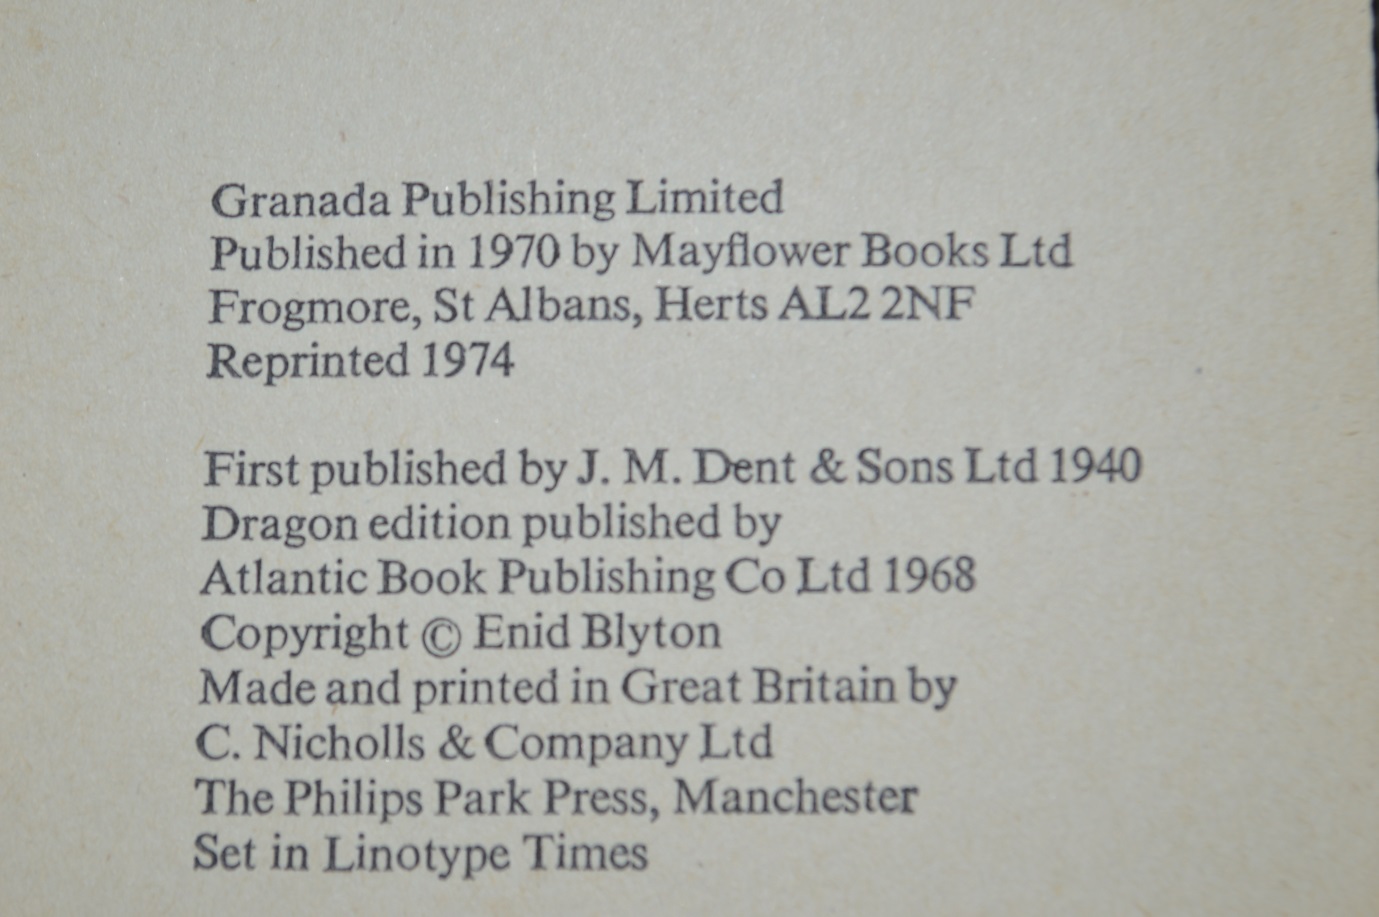 Granada Publishing Limited
Published in 1970 by Mayflower Books Ltd
Frogmore, St Albans, Herts AL2 2NF
Reprinted 1974
First published by J. M. Dent & Sons Ltd 1940
Dragon edition published by
Atlantic Book Publishing Co Ltd 1968
Copyright © Enid Blyton
Made and printed in Great Britain by
C. Nicholls & Company Ltd
The Philips Park Press, Manchester
Set in Linotype Times